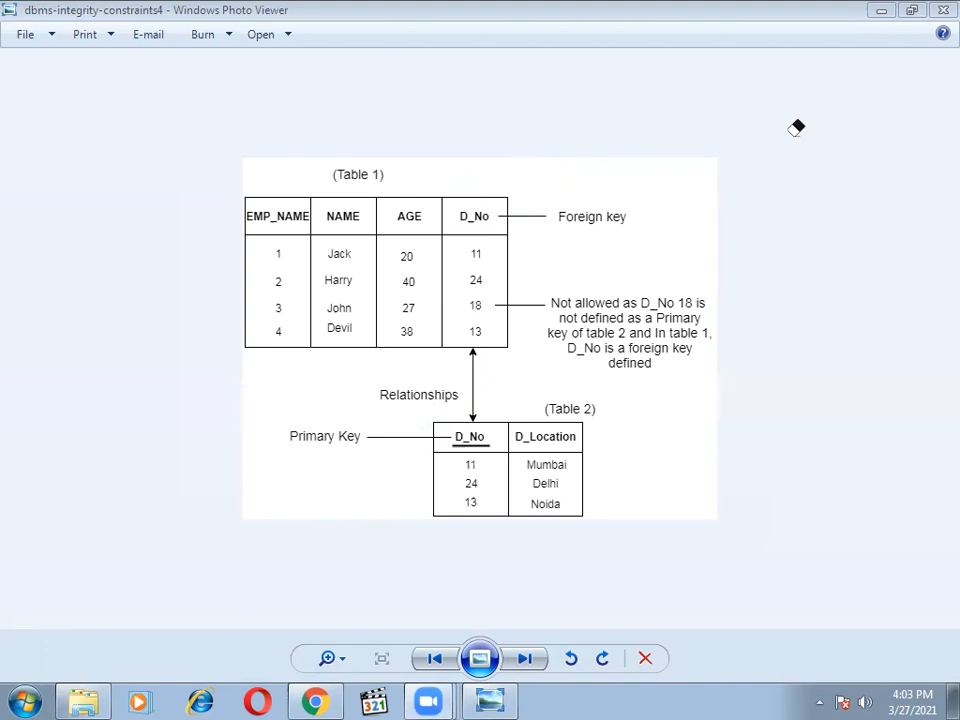 dbms-integrity-constraints4 - Windows Photo Viewer
File Print E-mail Burn Open
(Table 1)
EMP_NAME NAME AGE D_No Foreign key
1 Jack 20 11
2 Harry 40 24
3 John 27 18
4 Devil 38 13
Not allowed as D_No 18 is
not defined as a Primary
key of table 2 and In table 1,
D_No is a foreign key
defined
Relationships
(Table 2)
Primary Key D_No D_Location
11 Mumbai
24 Delhi
13 Noida
321
4:03 PM
3/27/2021